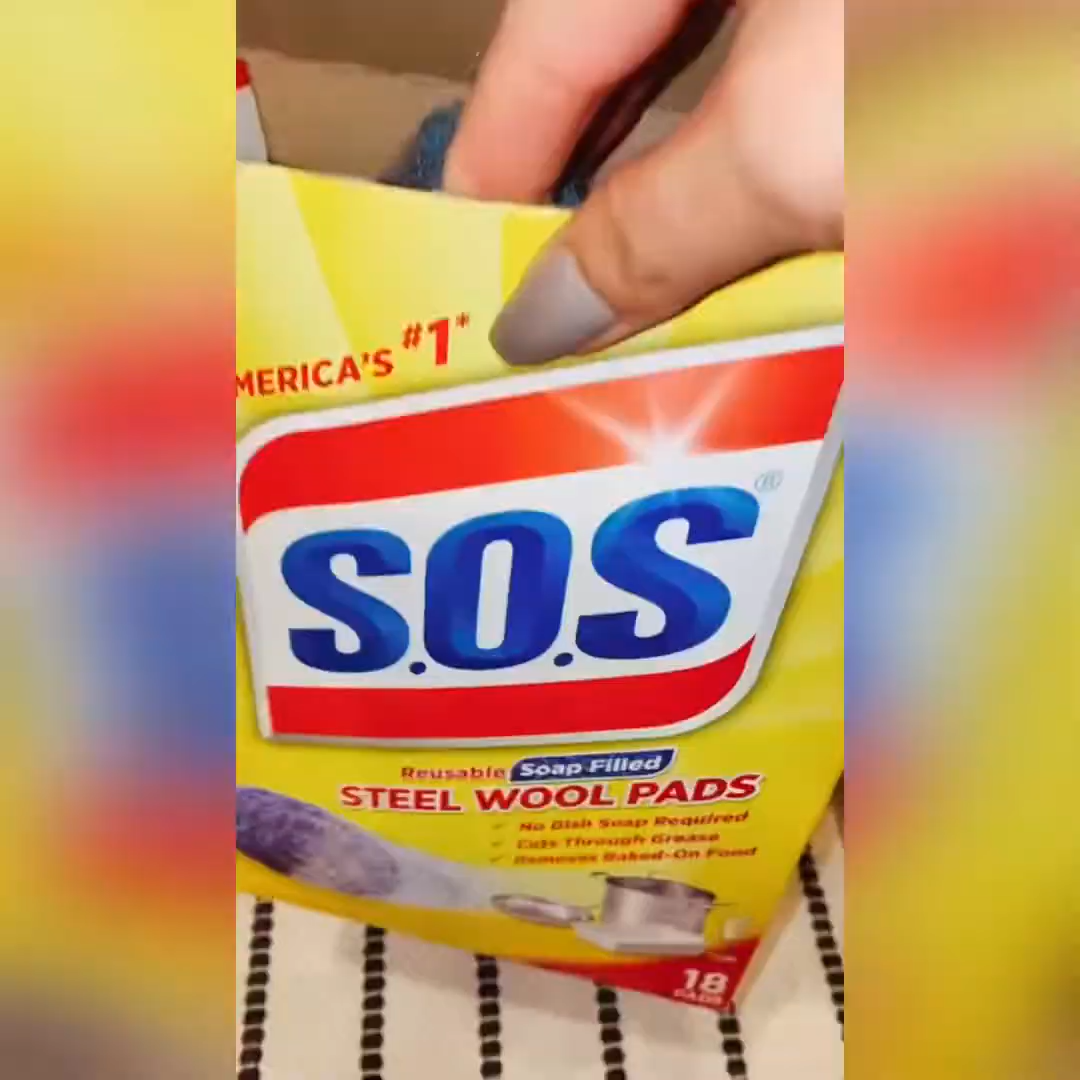 MERICA'S #1*
S.O.S®
Reusable Soap Filled
STEEL WOOL PADS
No Dish Soap Required
Cuts Through Grease
Removes Baked-On Food
18
PADS